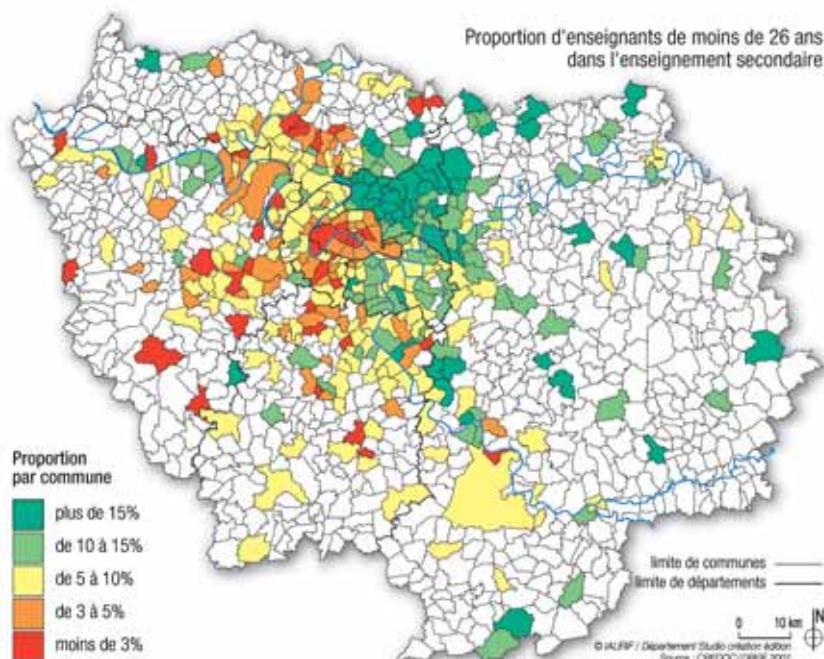 Proportion d'enseignants de moins de 26 ans
dans l'enseignement secondaire
Proportion
par commune
plus de 15%
de 10 à 15%
de 5 à 10%
de 3 à 5%
moins de 3%
limite de communes
limite de départements
0 10 km
N
© IAURIF / Département Studio création édition
Source :